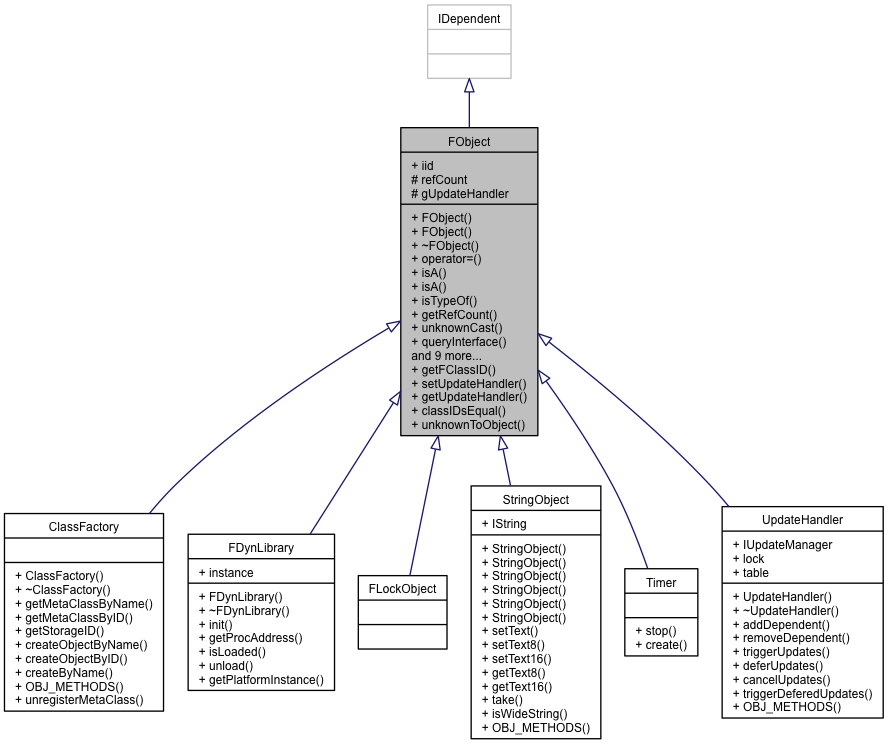 IDependent
FObject
+ iid
# refCount
# gUpdateHandler
+ FObject()
+ FObject()
+ ~FObject()
+ operator=()
+ isA()
+ isA()
+ isTypeOf()
+ getRefCount()
+ unknownCast()
+ queryInterface()
and 9 more...
+ getFClassID()
+ setUpdateHandler()
+ getUpdateHandler()
+ classIDsEqual()
+ unknownToObject()
ClassFactory
+ ClassFactory()
+ ~ClassFactory()
+ getMetaClassByName()
+ getMetaClassByID()
+ getStorageID()
+ createObjectByName()
+ createObjectByID()
+ createByName()
+ OBJ_METHODS()
+ unregisterMetaClass()
FDynLibrary
+ instance
+ FDynLibrary()
+ ~FDynLibrary()
+ init()
+ getProcAddress()
+ isLoaded()
+ unload()
+ getPlatformInstance()
FLockObject
StringObject
+ IString
+ StringObject()
+ StringObject()
+ StringObject()
+ StringObject()
+ StringObject()
+ StringObject()
+ setText()
+ setText8()
+ setText16()
+ getText8()
+ getText16()
+ take()
+ isWideString()
+ OBJ_METHODS()
Timer
+ stop()
+ create()
UpdateHandler
+ IUpdateManager
+ lock
+ table
+ UpdateHandler()
+ ~UpdateHandler()
+ addDependent()
+ removeDependent()
+ triggerUpdates()
+ deferUpdates()
+ cancelUpdates()
+ triggerDeferedUpdates()
+ OBJ_METHODS()